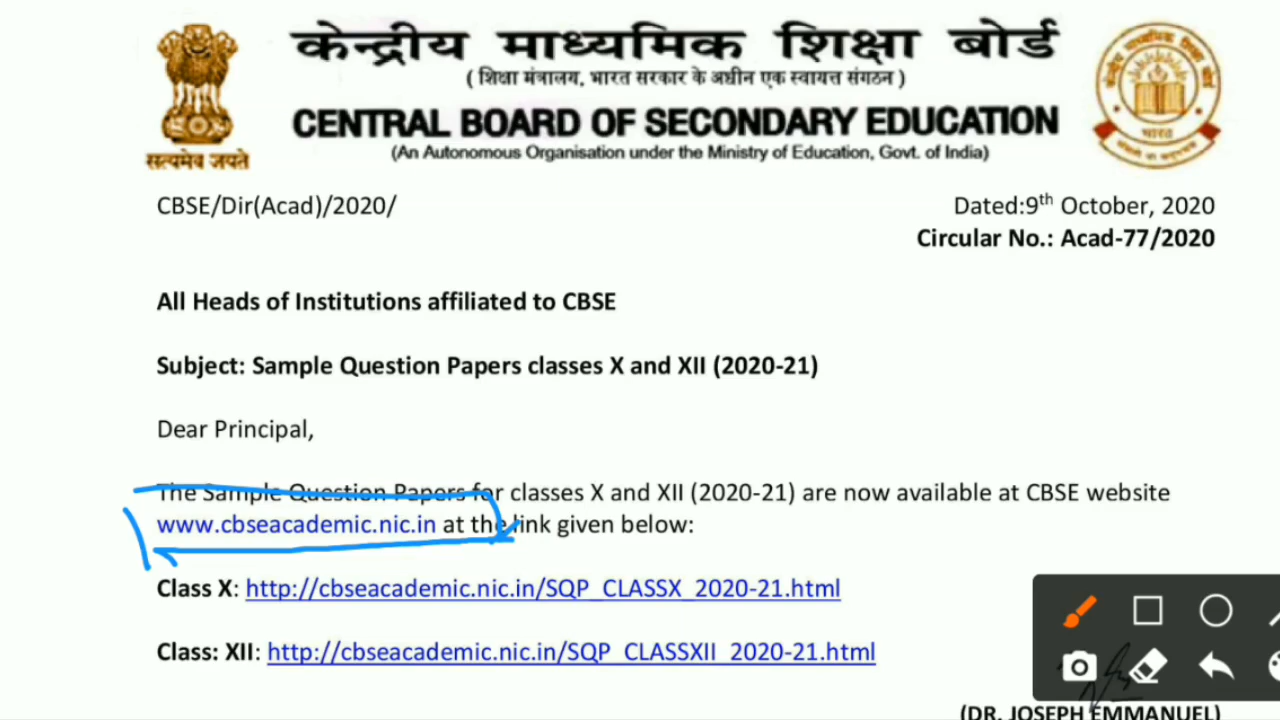 केन्द्रीय माध्यमिक शिक्षा बोर्ड
( शिक्षा मंत्रालय, भारत सरकार के अधीन एक स्वायत्त संगठन )
CENTRAL BOARD OF SECONDARY EDUCATION
(An Autonomous Organisation under the Ministry of Education, Govt. of India)
सत्यमेव जयते
भारत
CBSE/Dir(Acad)/2020/
Dated:9th October, 2020
Circular No.: Acad-77/2020
All Heads of Institutions affiliated to CBSE
Subject: Sample Question Papers classes X and XII (2020-21)
Dear Principal,
The Sample Question Papers for classes X and XII (2020-21) are now available at CBSE website
www.cbseacademic.nic.in at the link given below:
Class X: http://cbseacademic.nic.in/SQP_CLASSX_2020-21.html
Class: XII: http://cbseacademic.nic.in/SQP_CLASSXII_2020-21.html
(DR. JOSEPH EMMANUEL)